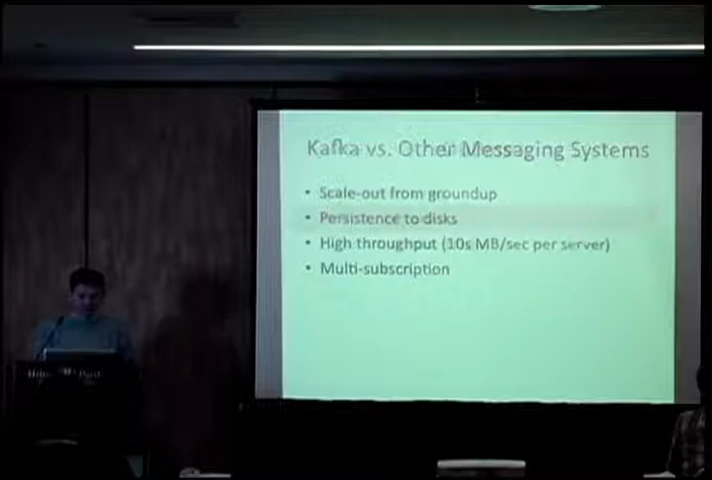 Kafka vs. Other Messaging Systems
• Scale-out from groundup
• Persistence to disks
• High throughput (10s MB/sec per server)
• Multi-subscription